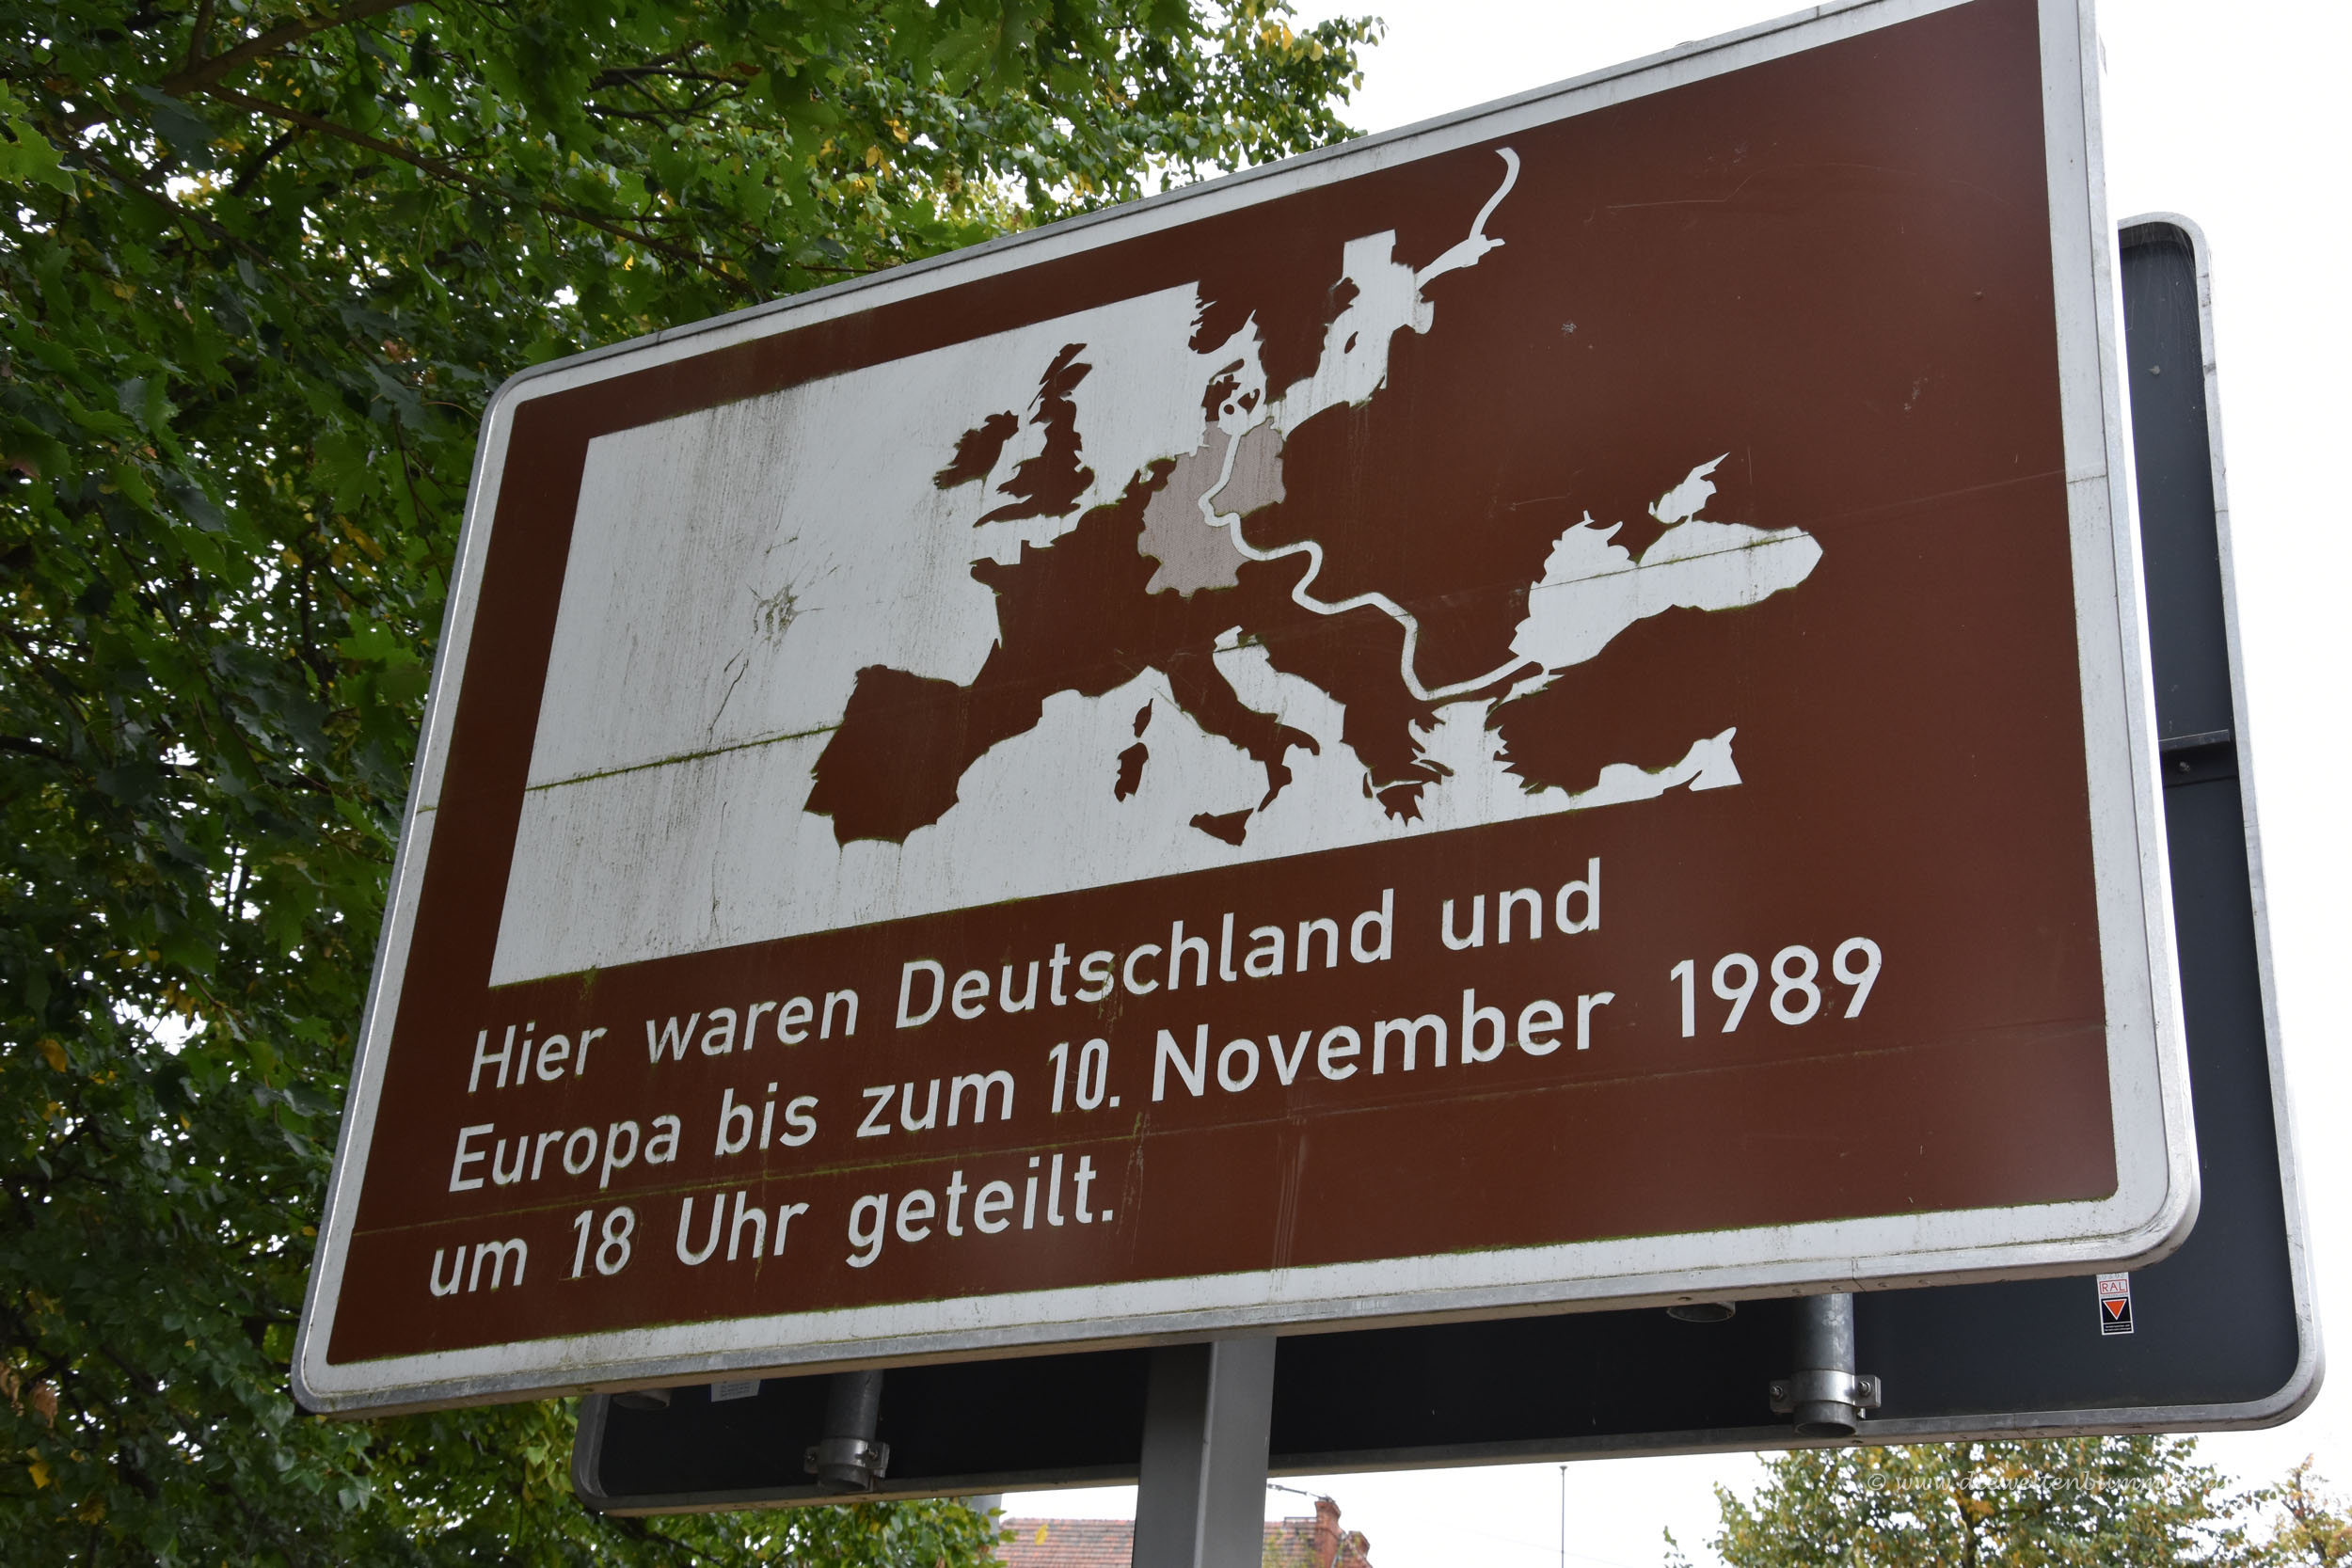 Hier waren Deutschland und
Europa bis zum 10. November 1989
um 18 Uhr geteilt.
RAL